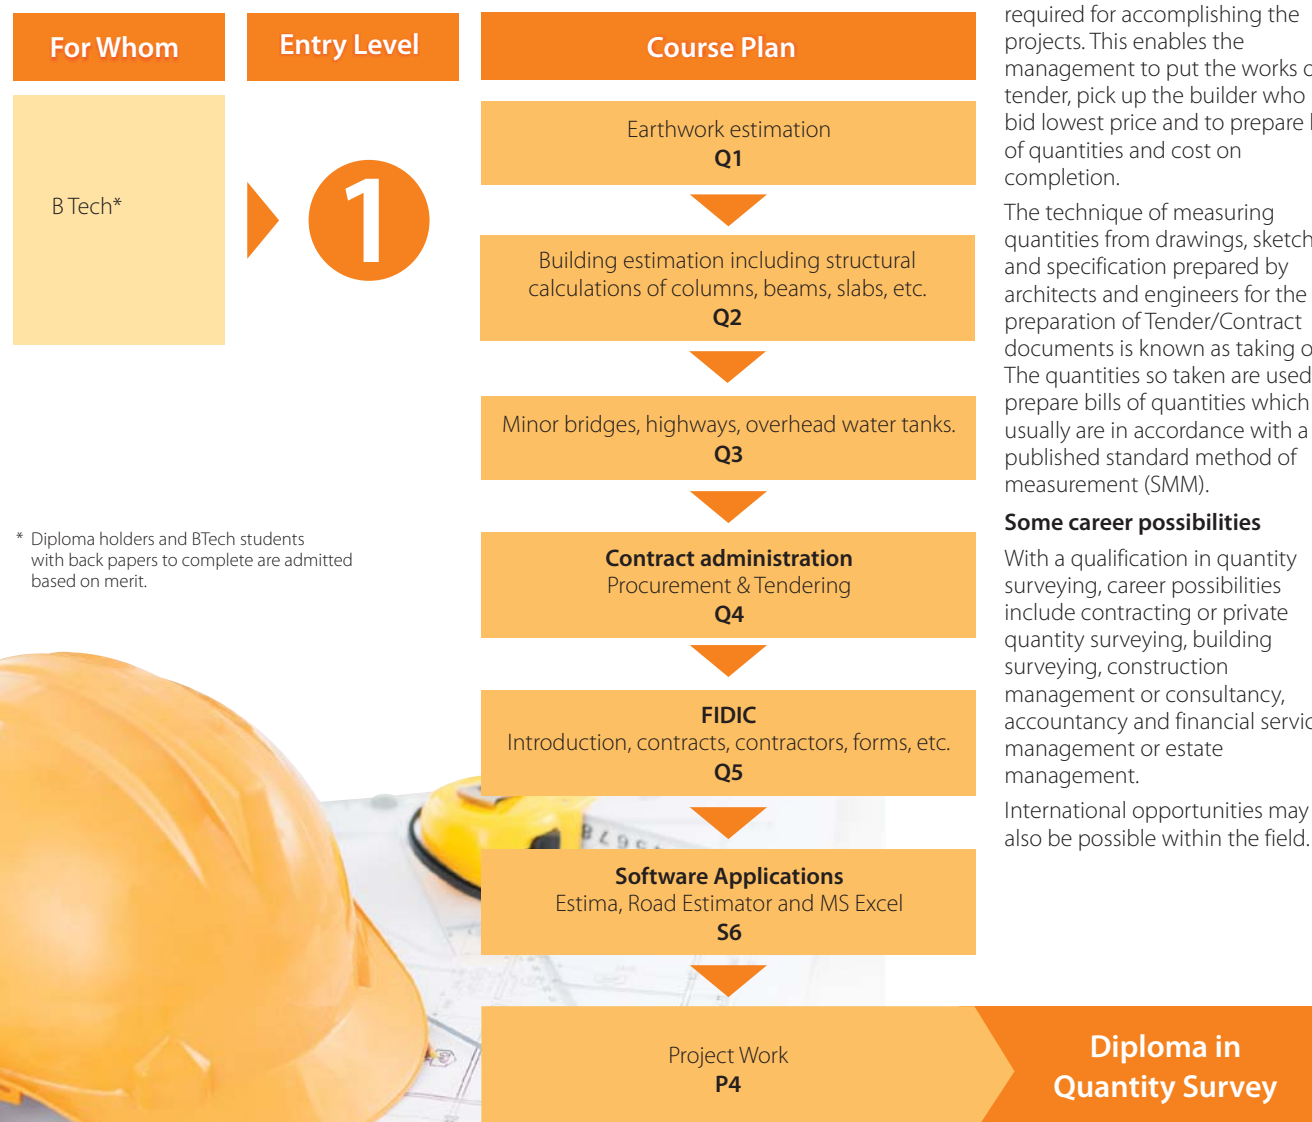 For Whom
Entry Level
Course Plan
B Tech*
1
Earthwork estimation
Q1
Building estimation including structural
calculations of columns, beams, slabs, etc.
Q2
Minor bridges, highways, overhead water tanks.
Q3
Contract administration
Procurement & Tendering
Q4
FIDIC
Introduction, contracts, contractors, forms, etc.
Q5
Software Applications
Estima, Road Estimator and MS Excel
S6
Project Work
P4
Diploma in
Quantity Survey
* Diploma holders and BTech students
with back papers to complete are admitted
based on merit.
required for accomplishing the
projects. This enables the
management to put the works
tender, pick up the builder who
bid lowest price and to prepare
of quantities and cost on
completion.
The technique of measuring
quantities from drawings, sketch
and specification prepared by
architects and engineers for the
preparation of Tender/Contract
documents is known as taking
The quantities so taken are used
prepare bills of quantities which
usually are in accordance with a
published standard method of
measurement (SMM).
Some career possibilities
With a qualification in quantity
surveying, career possibilities
include contracting or private
quantity surveying, building
surveying, construction
management or consultancy,
accountancy and financial
management or estate
management.
International opportunities may
also be possible within the field.